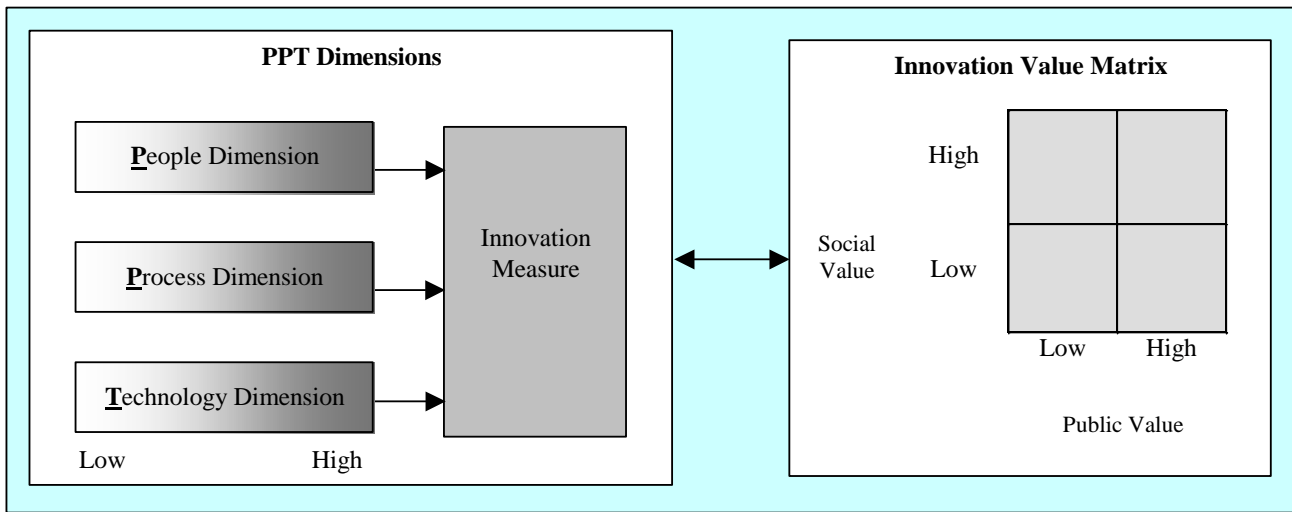 PPT Dimensions
People Dimension
Process Dimension
Technology Dimension
Low
High
Innovation
Measure
Innovation Value Matrix
High
Social
Value
Low
Low
High
Public Value